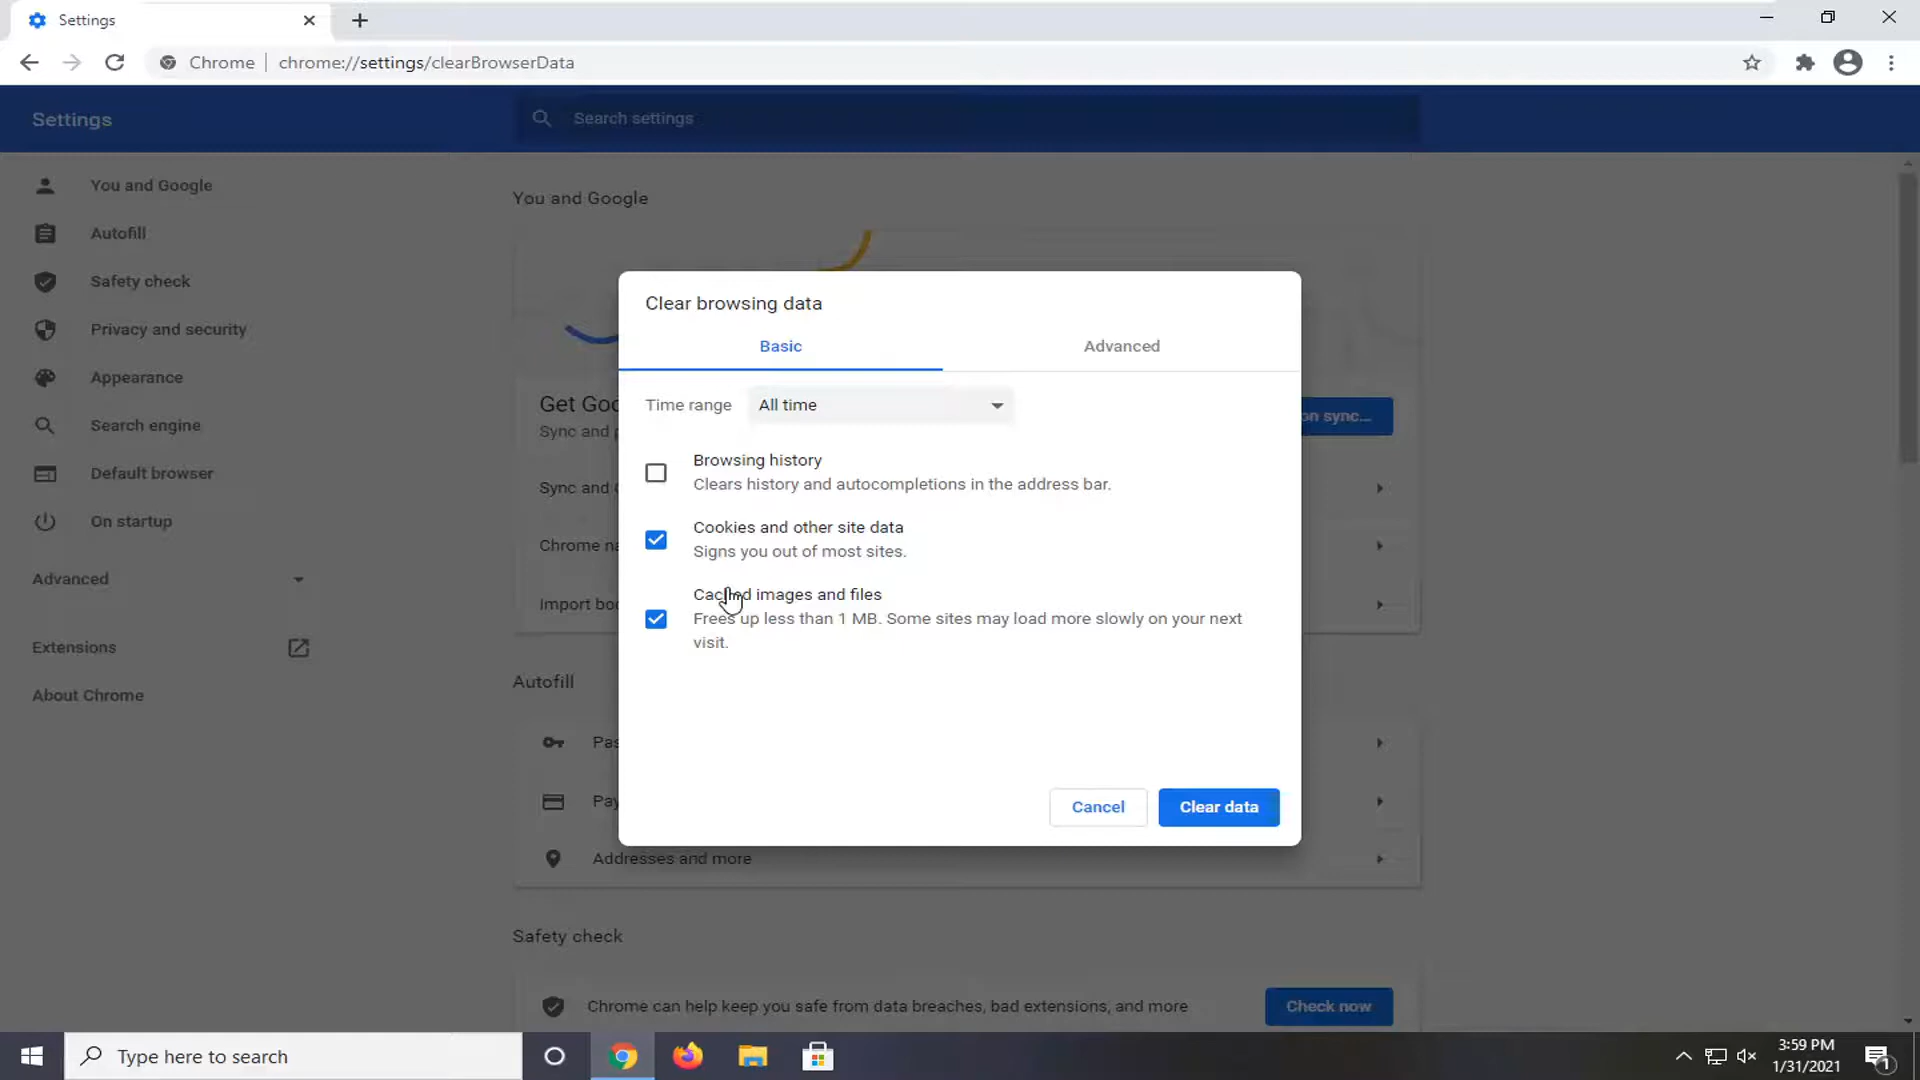 Settings
Chrome
chrome://settings/clearBrowserData
Settings
Search settings
You and Google
Autofill
Safety check
Privacy and security
Appearance
Search engine
Default browser
On startup
Advanced
Extensions
About Chrome
You and Google
Get Goo
Sync and p
on sync...
Sync and G
Chrome na
Import boo
Autofill
Pas
Pay
Addresses and more
Safety check
Chrome can help keep you safe from data breaches, bad extensions, and more
Check now
Clear browsing data
Basic
Advanced
Time range
All time
Browsing history
Clears history and autocompletions in the address bar.
Cookies and other site data
Signs you out of most sites.
Cached images and files
Frees up less than 1 MB. Some sites may load more slowly on your next
visit.
Cancel
Clear data
Type here to search
3:59 PM
1/31/2021
1